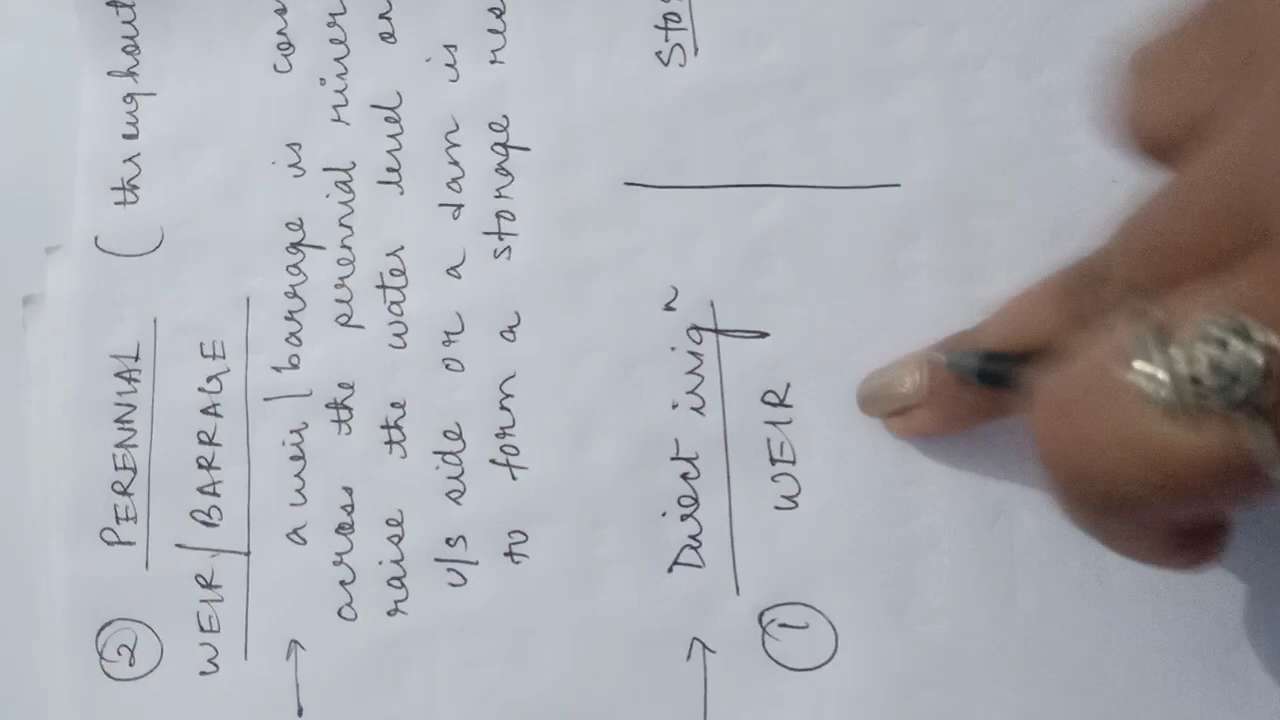 ② PERENNIAL (throughout
WEIR/BARRAGE
→ a weir/barrage is cons
across the perennial river
raise the water level on
U/S side or a dam is
to form a storage res
→ Direct irrigⁿ
Sto
① WEIR